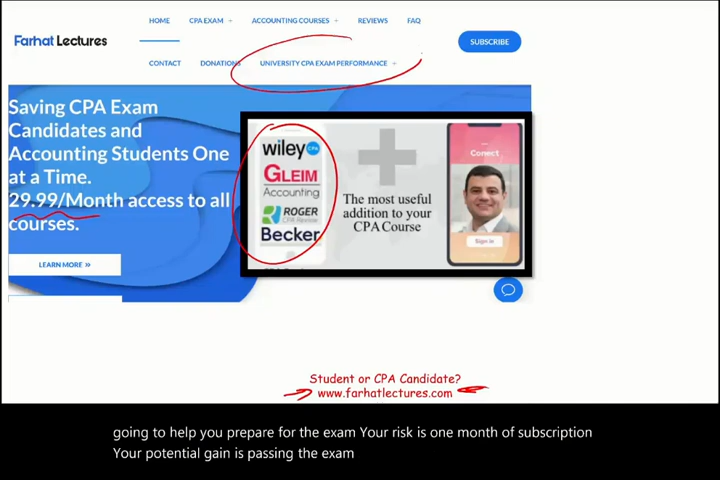 HOME
CPA EXAM
ACCOUNTING COURSES
REVIEWS
FAQ
Farhat Lectures
SUBSCRIBE
CONTACT
DONATIONS
UNIVERSITY CPA EXAM PERFORMANCE
Saving CPA Exam
Candidates and
Accounting Students One
at a Time.
29.99/Month access to all
courses.
LEARN MORE »
wiley CPA
GLEIM
Accounting
ROGER
CPA Review
Becker
The most useful
addition to your
CPA Course
Conect
Sign in
Student or CPA Candidate?
www.farhatlectures.com
going to help you prepare for the exam Your risk is one month of subscription
Your potential gain is passing the exam